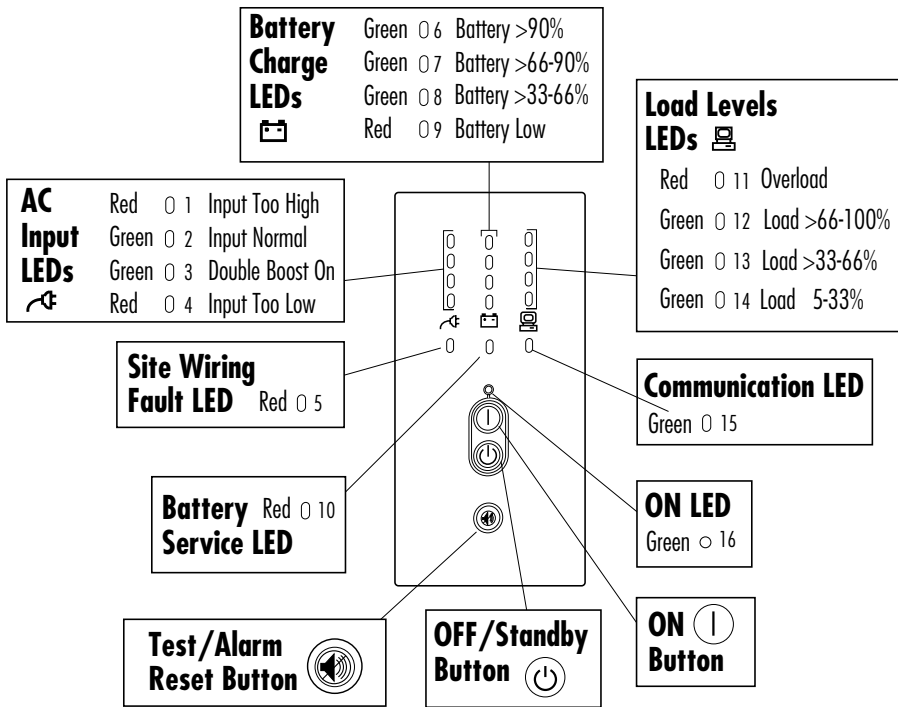 Battery Charge LEDs
Green 6 Battery >90%
Green 7 Battery >66-90%
Green 8 Battery >33-66%
Red 9 Battery Low
AC Input LEDs
Red 1 Input Too High
Green 2 Input Normal
Green 3 Double Boost On
Red 4 Input Too Low
Load Levels
LEDs
Red 11 Overload
Green 12 Load >66-100%
Green 13 Load >33-66%
Green 14 Load 5-33%
Site Wiring
Fault LED Red 5
Communication LED
Green 15
Battery Red 10
Service LED
ON LED
Green 16
Test/Alarm
Reset Button
OFF/Standby
Button
ON
Button